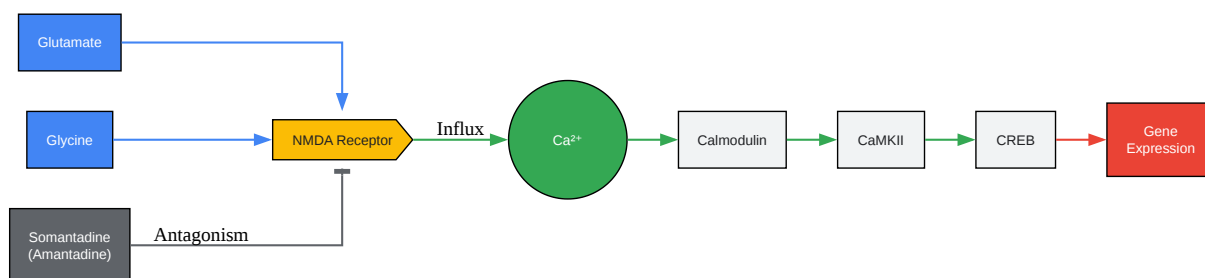 Glutamate
Glycine
NMDA Receptor
Influx
Ca²⁺
Calmodulin
CaMKII
CREB
Gene
Expression
Somantadine
(Amantadine)
Antagonism